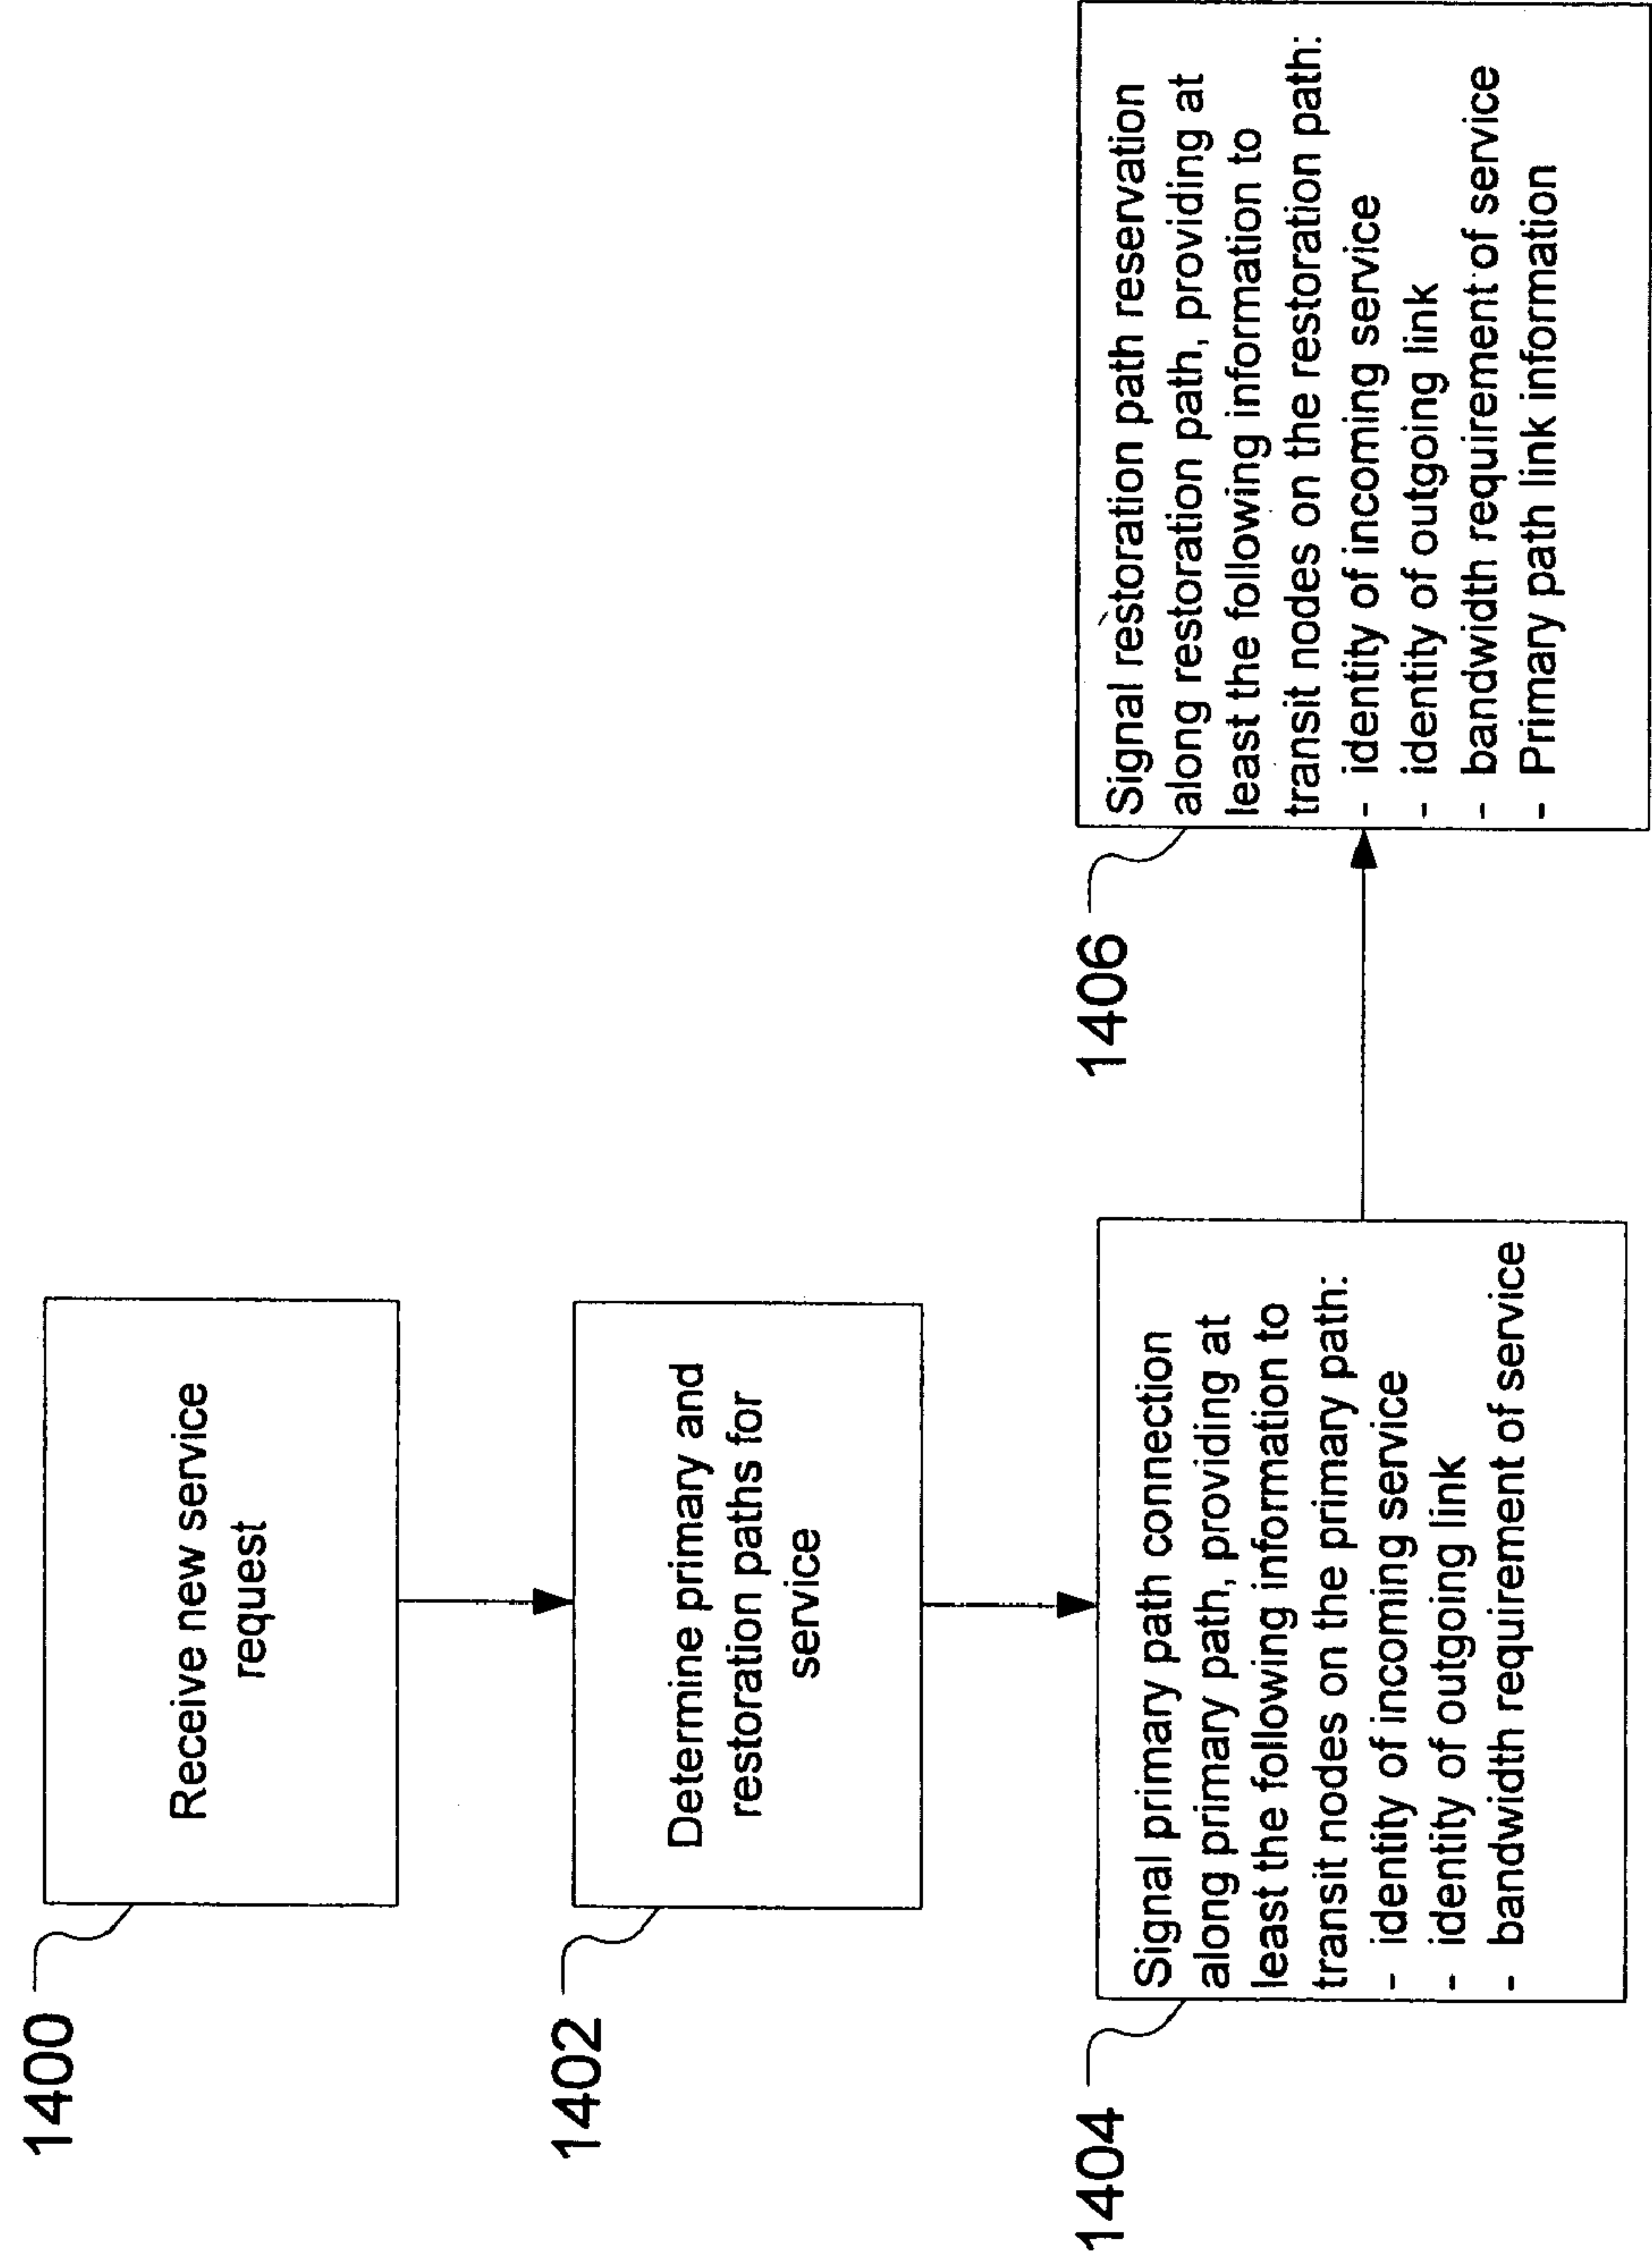 1400
Receive new service
request
1402
Determine primary and
restoration paths for
service
1404
Signal primary path connection
along primary path, providing at
least the following information to
transit nodes on the primary path:
- identity of incoming service
- identity of outgoing link
- bandwidth requirement of service
1406
Signal restoration path reservation
along restoration path, providing at
least the following information to
transit nodes on the restoration path:
- identity of incoming service
- identity of outgoing link
- bandwidth requirement of service
- Primary path link information